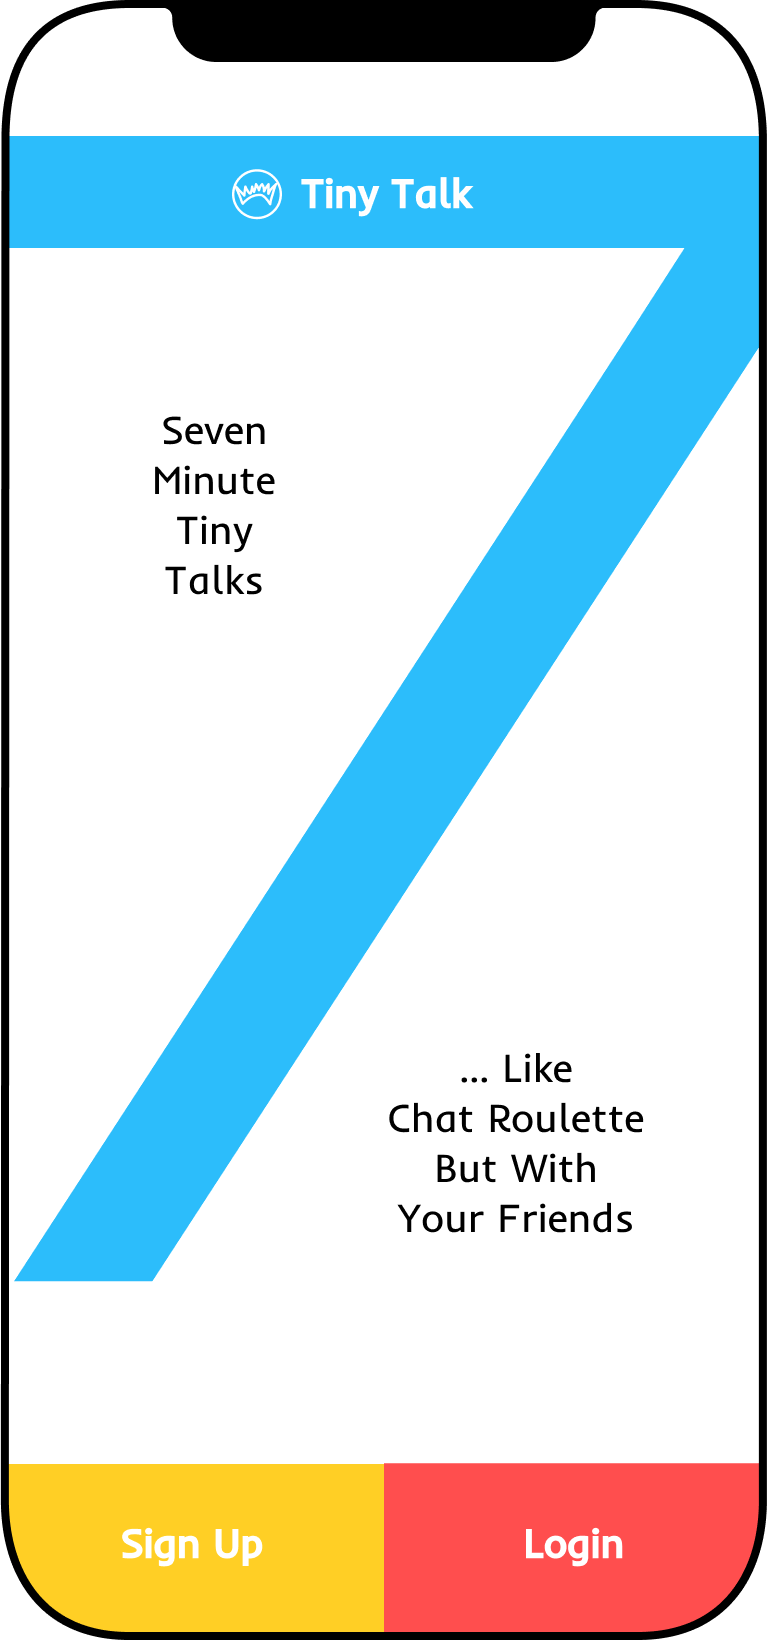 Tiny Talk
Seven
Minute
Tiny
Talks
... Like
Chat Roulette
But With
Your Friends
Sign Up
Login